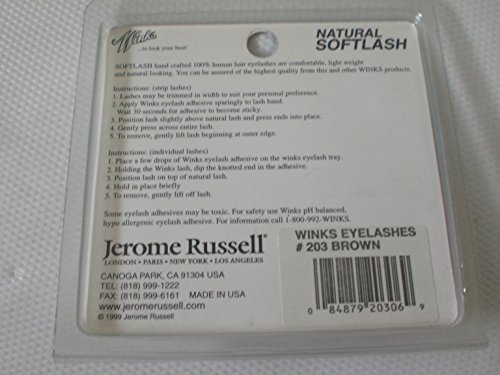 Winks
...to look your best!
NATURAL
SOFTLASH
SOFTLASH hand crafted 100% human hair eyelashes are comfortable, light weight
and natural looking. You can be assured of the highest quality from this and other WINKS products.
Instructions: (strip lashes)
1. Lashes may be trimmed in width to suit your personal preference.
2. Apply Winks eyelash adhesive sparingly to lash band.
Wait 30 seconds for adhesive to become sticky.
3. Position lash slightly above natural lash and press ends into place.
4. Gently press across entire lash.
5. To remove, gently lift lash beginning at outer edge.
Instructions: (individual lashes)
1. Place a few drops of Winks eyelash adhesive on the winks eyelash tray.
2. Holding the Winks lash, dip the knotted end in the adhesive.
3. Position lash on top of natural lash.
4. Hold in place briefly
5. To remove, gently lift off lash.
Some eyelash adhesives may be toxic. For safety use Winks pH balanced,
hypo allergenic eyelash adhesive. For information call 1-800-992-WINKS.
Jerome Russell®
LONDON • PARIS • NEW YORK • LOS ANGELES
CANOGA PARK, CA 91304 USA
TEL: (818) 999-1222
FAX: (818) 999-6161 MADE IN USA
www.jeromerussell.com
© 1999 Jerome Russell
WINKS EYELASHES
# 203 BROWN
0 84879 20306 9